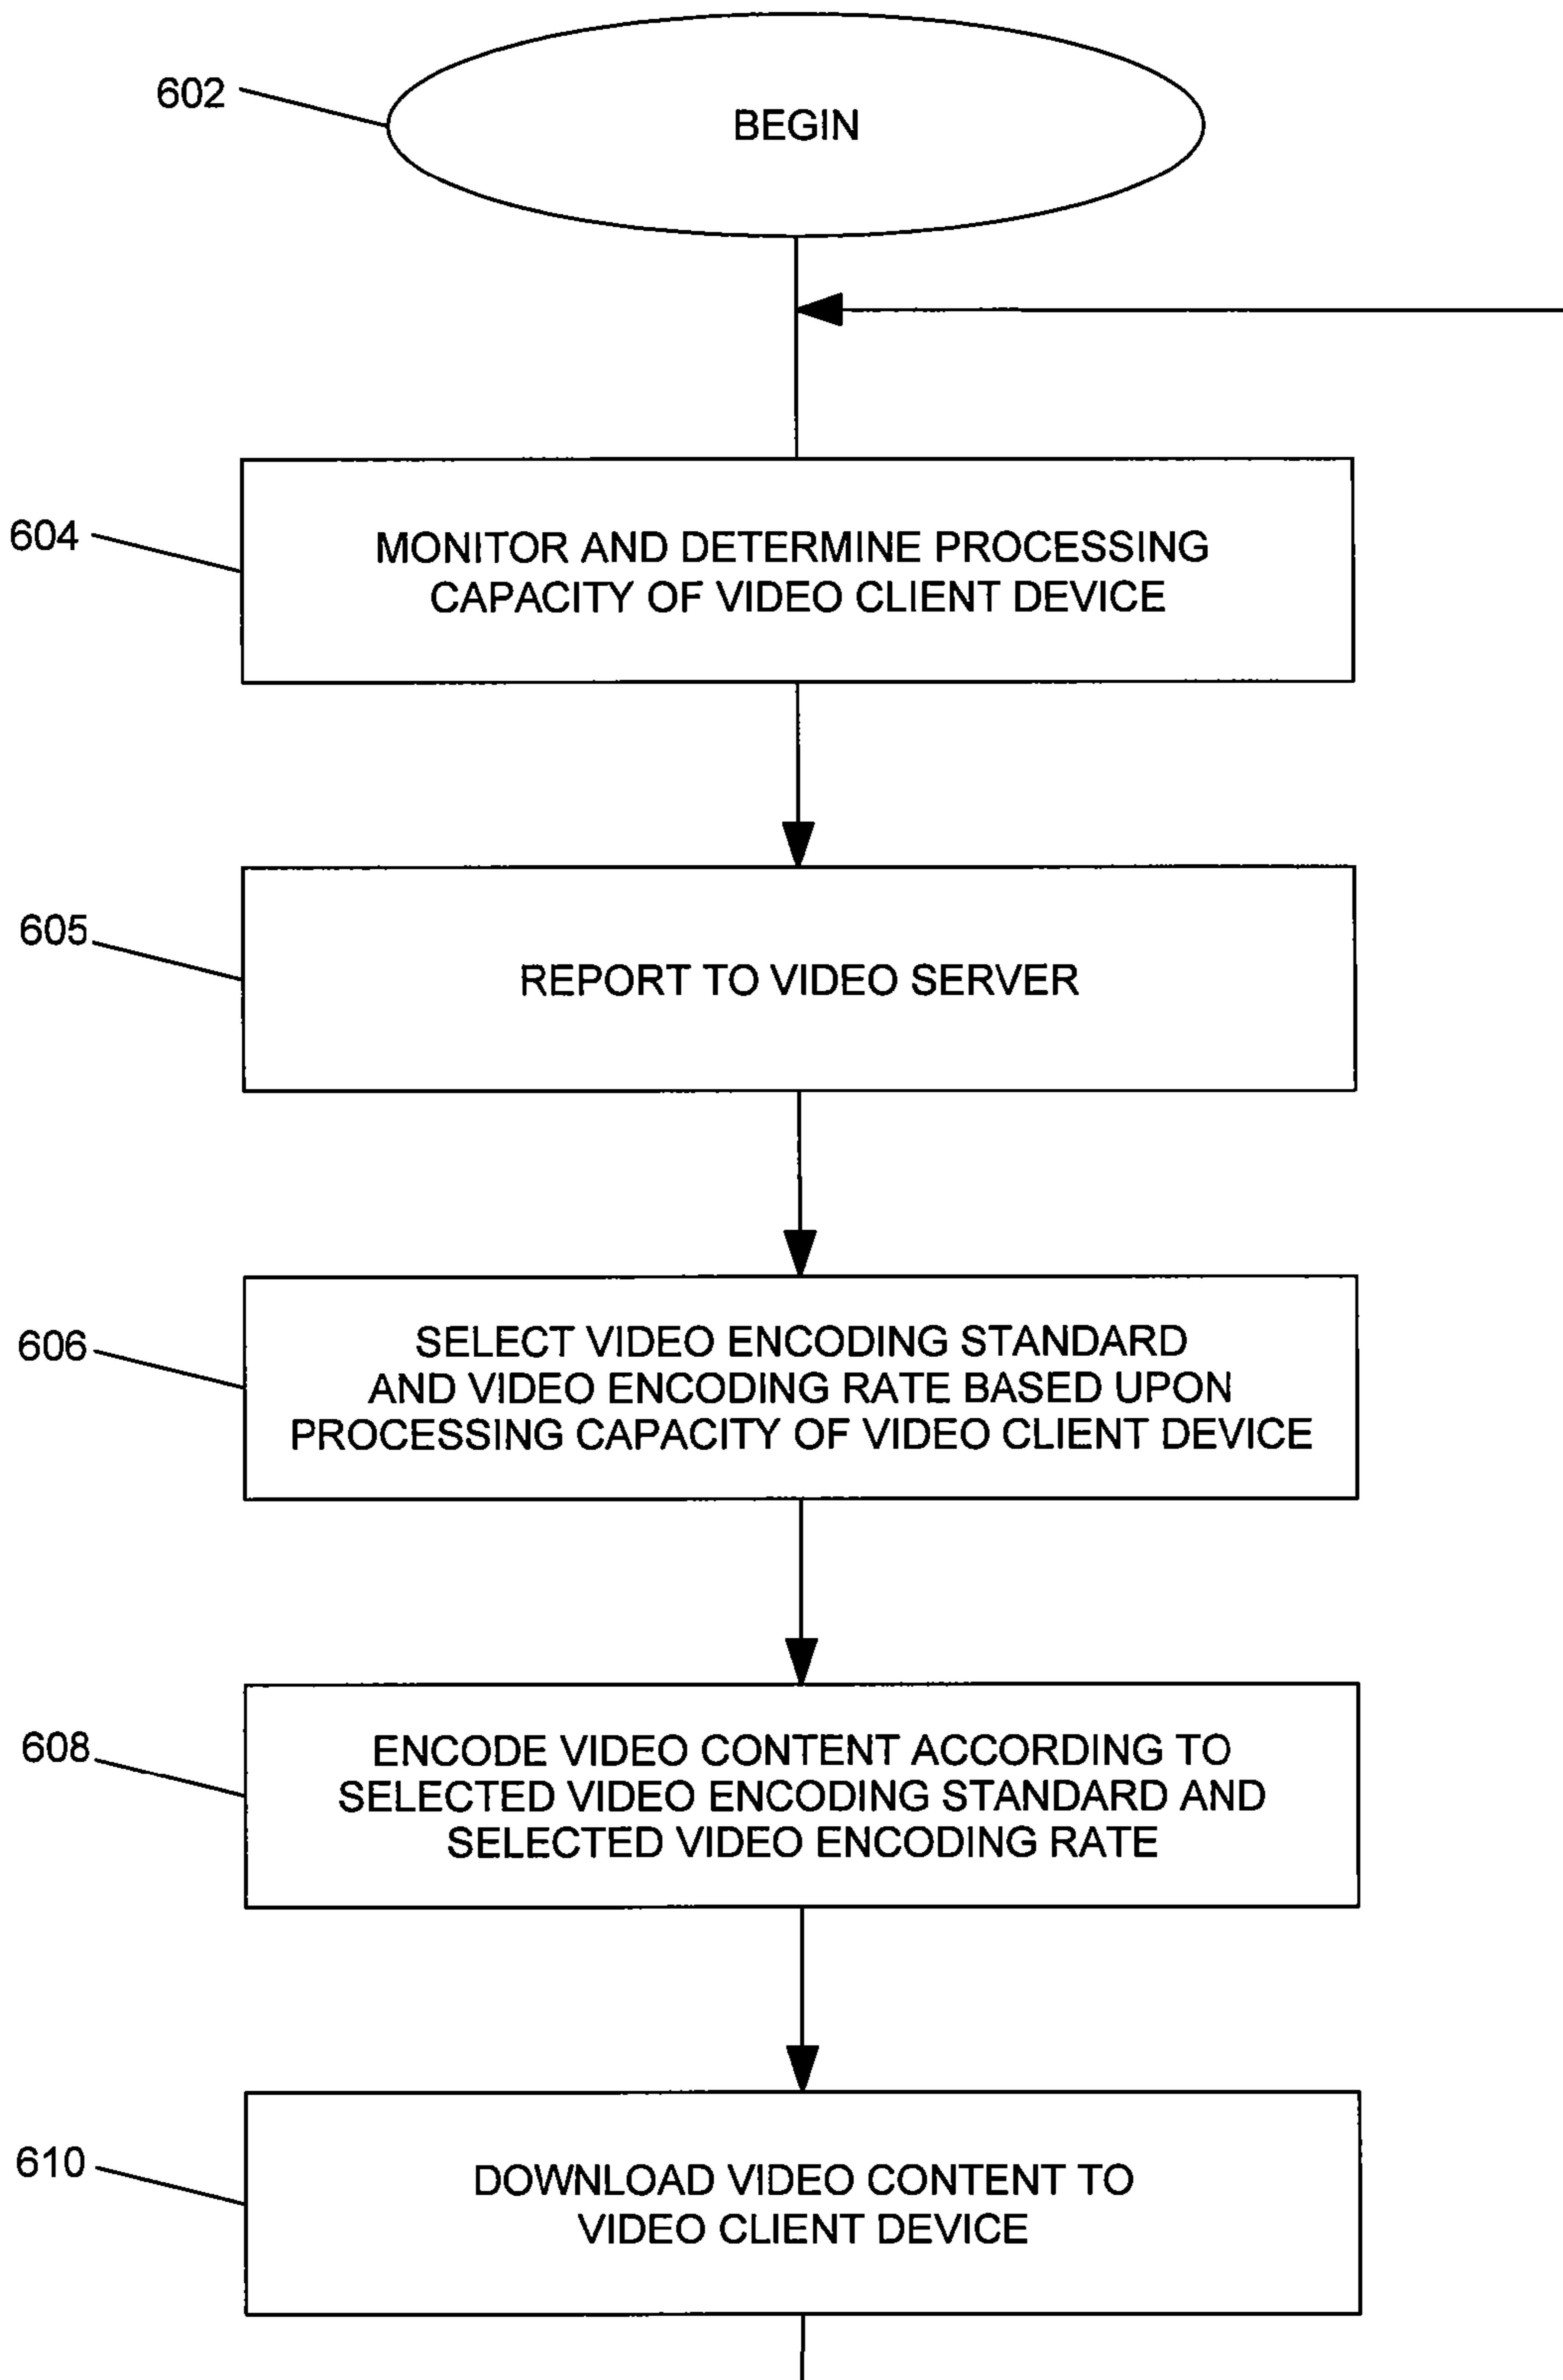 602
BEGIN
604
MONITOR AND DETERMINE PROCESSING
CAPACITY OF VIDEO CLIENT DEVICE
605
REPORT TO VIDEO SERVER
606
SELECT VIDEO ENCODING STANDARD
AND VIDEO ENCODING RATE BASED UPON
PROCESSING CAPACITY OF VIDEO CLIENT DEVICE
608
ENCODE VIDEO CONTENT ACCORDING TO
SELECTED VIDEO ENCODING STANDARD AND
SELECTED VIDEO ENCODING RATE
610
DOWNLOAD VIDEO CONTENT TO
VIDEO CLIENT DEVICE